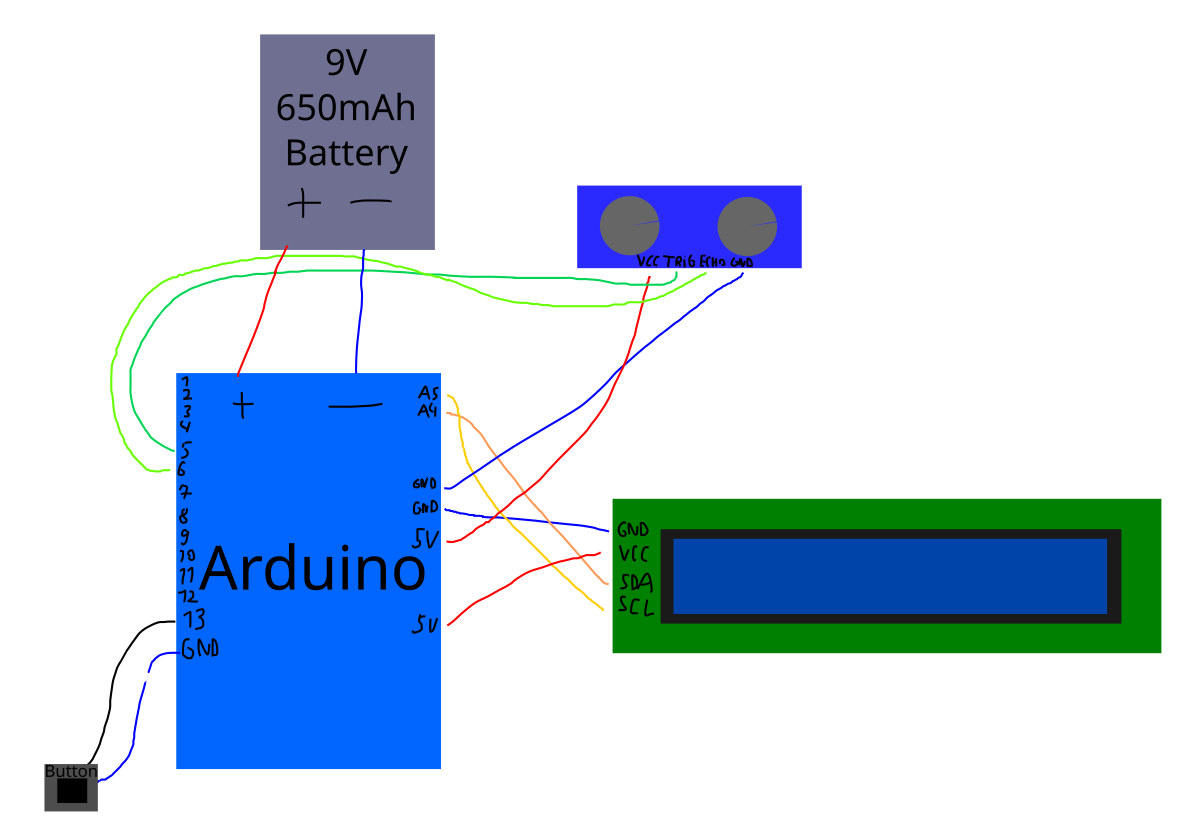 9V
650mAh
Battery
+ −
VCC TRiG ECHO GND
1
2
3
4
5
6
7
8
9
10
11
12
13
GND
+ −
A5
A4
GND
GND
5V
5V
Arduino
GND
VCC
SDA
SCL
Button